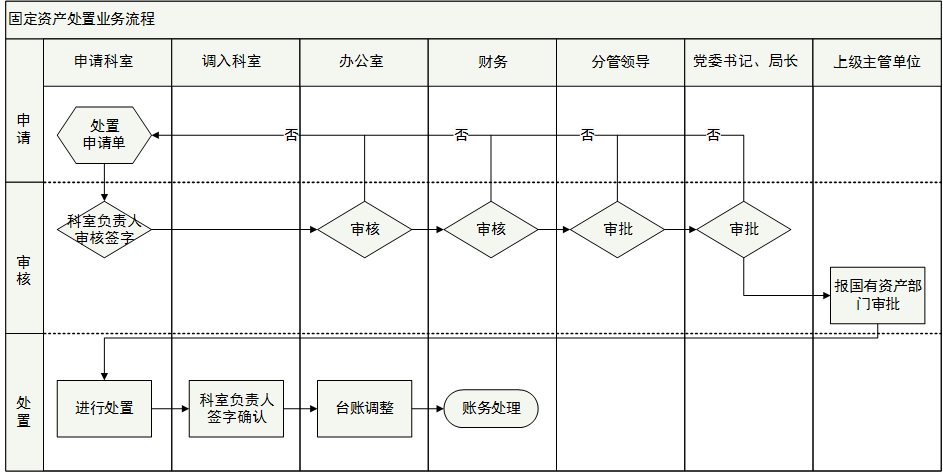 固定资产处置业务流程
申请科室
调入科室
办公室
财务
分管领导
党委书记、局长
上级主管单位
申
请
处置
申请单
否
否
否
否
审
核
科室负责人
审核签字
审核
审核
审批
审批
报国有资产部
门审批
处
置
进行处置
科室负责人
签字确认
台账调整
账务处理